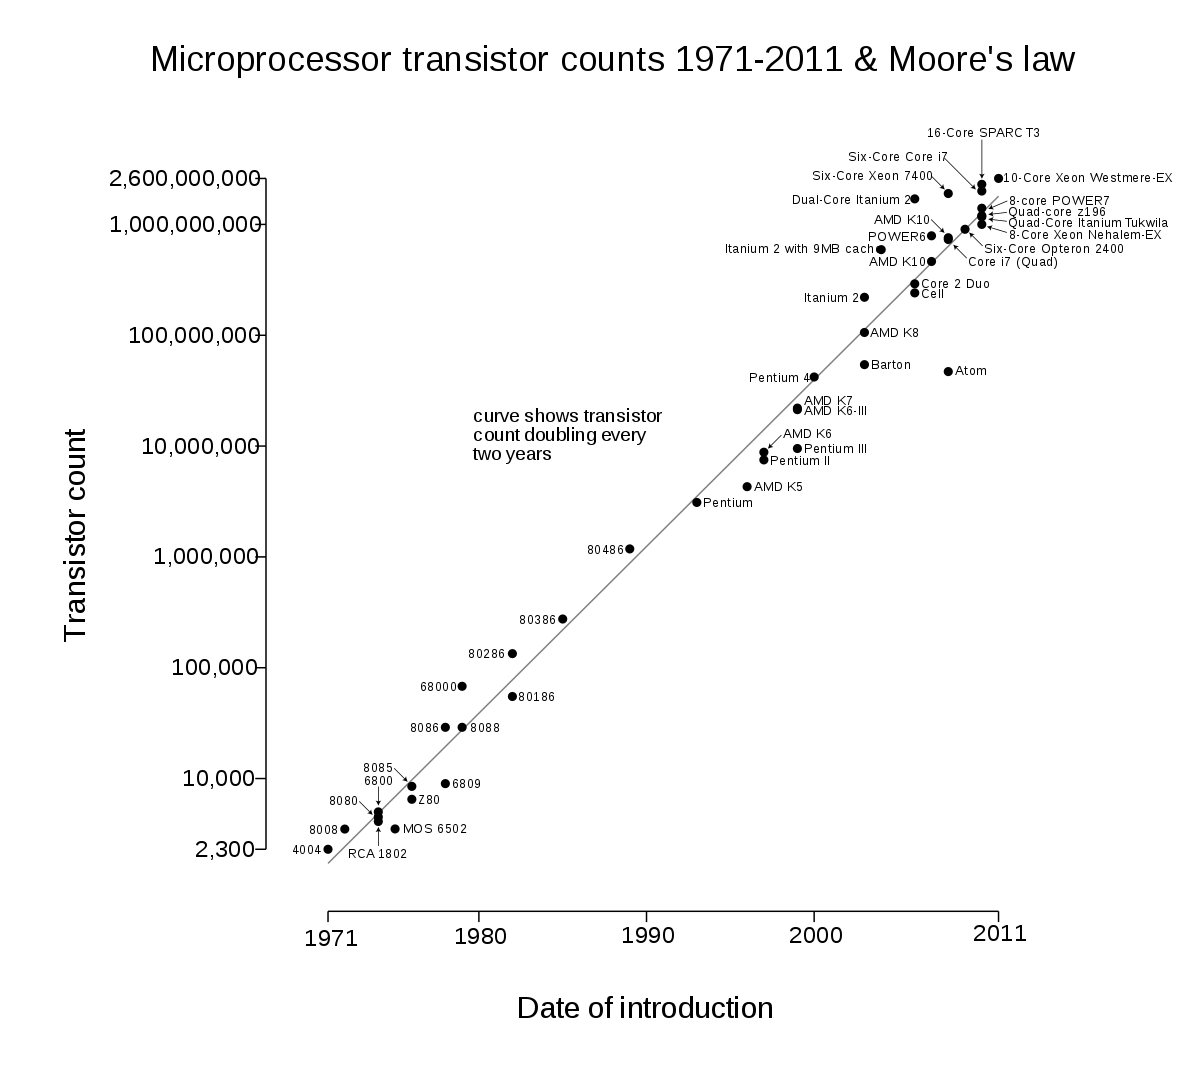 Microprocessor transistor counts 1971-2011 & Moore's law
16-Core SPARC T3
Six-Core Core i7
Six-Core Xeon 7400
10-Core Xeon Westmere-EX
2,600,000,000
Dual-Core Itanium 2
8-core POWER7
Quad-core z196
AMD K10
Quad-Core Itanium Tukwila
1,000,000,000
POWER6
8-Core Xeon Nehalem-EX
Itanium 2 with 9MB cache
Six-Core Opteron 2400
AMD K10
Core i7 (Quad)
Core 2 Duo
Cell
Itanium 2
100,000,000
AMD K8
Barton
Atom
Pentium 4
AMD K7
AMD K6-III
curve shows transistor
count doubling every
two years
AMD K6
10,000,000
Pentium III
Pentium II
AMD K5
Pentium
Transistor count
1,000,000
80486
80386
80286
100,000
68000
80186
8086
8088
8085
6800
10,000
6809
8080
Z80
8008
MOS 6502
2,300
4004
RCA 1802
1971
1980
1990
2000
2011
Date of introduction